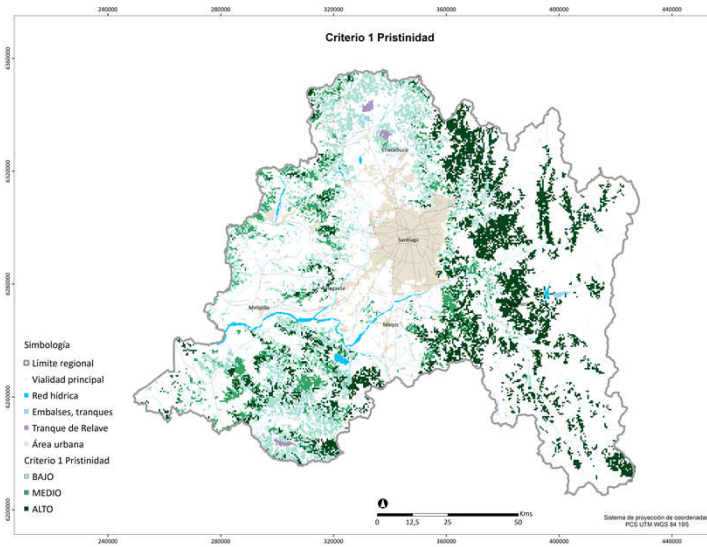 240000
280000
320000
360000
400000
Criterio 1 Pristinidad
6360000
6320000
6280000
6240000
6200000
Chacabuco
Santiago
Talagante
Melipilla
Maipo
Simbología
Límite regional
Vialidad principal
Red hídrica
Embalses, tranques
Tranque de Relave
Área urbana
Criterio 1 Pristinidad
BAJO
MEDIO
ALTO
Kms
0 12,5 25 50
Sistema de proyección de coordenadas
PCS UTM WGS 84 19S
240000
280000
320000
360000
400000